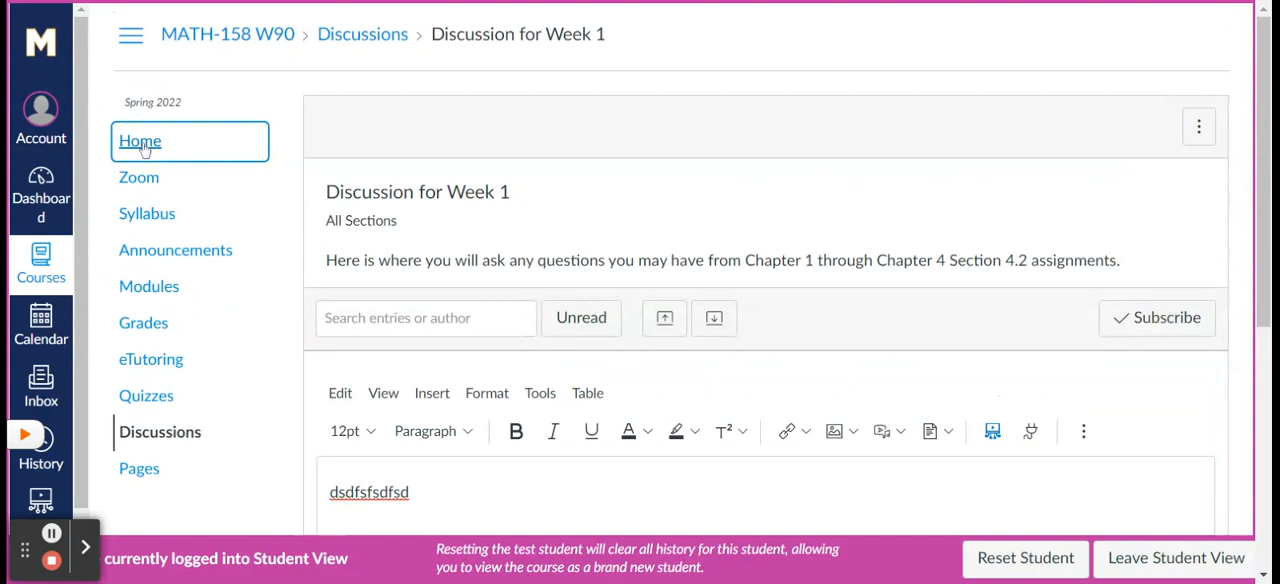 M
MATH-158 W90 › Discussions › Discussion for Week 1
Account
Dashboar
d
Courses
Calendar
Inbox
History
Spring 2022
Home
Zoom
Syllabus
Announcements
Modules
Grades
eTutoring
Quizzes
Discussions
Pages
Discussion for Week 1
All Sections
Here is where you will ask any questions you may have from Chapter 1 through Chapter 4 Section 4.2 assignments.
Search entries or author Unread Subscribe
Edit View Insert Format Tools Table
12pt Paragraph B I U A T²
dsdfsfsdfsd
currently logged into Student View
Resetting the test student will clear all history for this student, allowing
you to view the course as a brand new student.
Reset Student Leave Student View